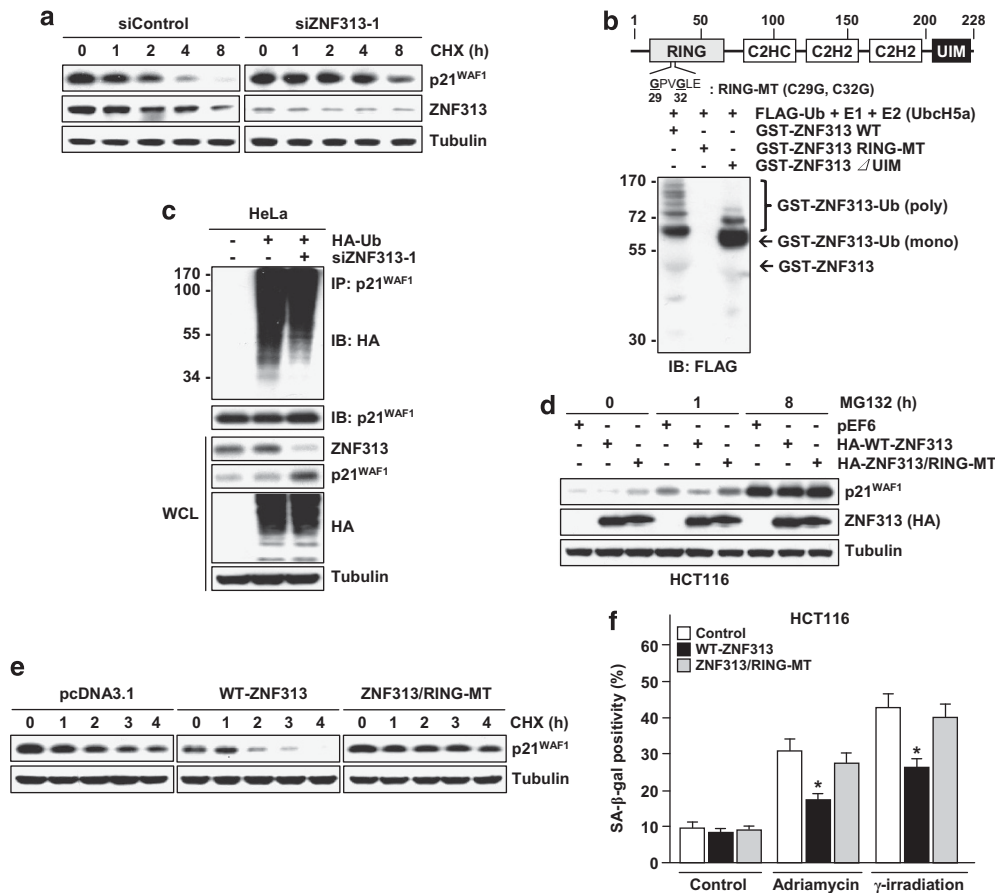 a
siControl siZNF313-1
0 1 2 4 8 0 1 2 4 8 CHX (h)
p21WAF1
ZNF313
Tubulin
b
1 50 100 150 200 228
RING C2HC C2H2 C2H2 UIM
GPVGLE : RING-MT (C29G, C32G)
29 32
+ + + FLAG-Ub + E1 + E2 (UbcH5a)
+ - - GST-ZNF313 WT
- + - GST-ZNF313 RING-MT
- - + GST-ZNF313 ⊿UIM
170 -
72 -
55 -
30 -
GST-ZNF313-Ub (poly)
← GST-ZNF313-Ub (mono)
← GST-ZNF313
IB: FLAG
c
HeLa
- + + HA-Ub
- - + siZNF313-1
170 -
100 -
55 -
34 -
IP: p21WAF1
IB: HA
IB: p21WAF1
WCL
ZNF313
p21WAF1
HA
Tubulin
d
0 1 8 MG132 (h)
+ - - + - - + - - pEF6
- + - - + - - + - HA-WT-ZNF313
- - + - - + - - + HA-ZNF313/RING-MT
p21WAF1
ZNF313 (HA)
Tubulin
HCT116
e
pcDNA3.1 WT-ZNF313 ZNF313/RING-MT
0 1 2 3 4 0 1 2 3 4 0 1 2 3 4 CHX (h)
p21WAF1
Tubulin
f
HCT116
Control
WT-ZNF313
ZNF313/RING-MT
SA-β-gal positivity (%)
60
50
40
30
20
10
0
*
*
Control Adriamycin γ-irradiation